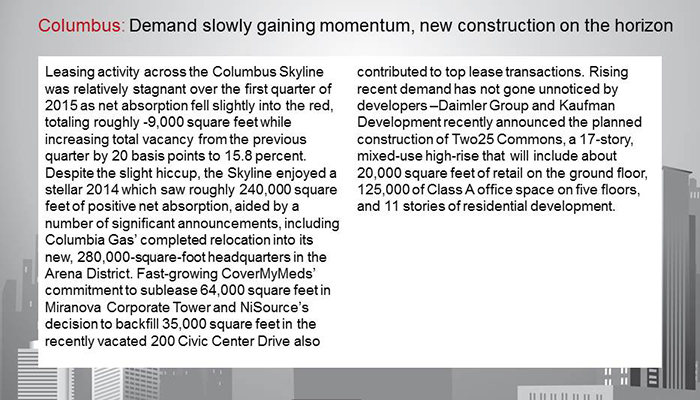 Columbus: Demand slowly gaining momentum, new construction on the horizon
Leasing activity across the Columbus Skyline
was relatively stagnant over the first quarter of
2015 as net absorption fell slightly into the red,
totaling roughly -9,000 square feet while
increasing total vacancy from the previous
quarter by 20 basis points to 15.8 percent.
Despite the slight hiccup, the Skyline enjoyed a
stellar 2014 which saw roughly 240,000 square
feet of positive net absorption, aided by a
number of significant announcements, including
Columbia Gas' completed relocation into its
new, 280,000-square-foot headquarters in the
Arena District. Fast-growing CoverMyMeds'
commitment to sublease 64,000 square feet in
Miranova Corporate Tower and NiSource's
decision to backfill 35,000 square feet in the
recently vacated 200 Civic Center Drive also
contributed to top lease transactions. Rising
recent demand has not gone unnoticed by
developers –Daimler Group and Kaufman
Development recently announced the planned
construction of Two25 Commons, a 17-story,
mixed-use high-rise that will include about
20,000 square feet of retail on the ground floor,
125,000 of Class A office space on five floors,
and 11 stories of residential development.